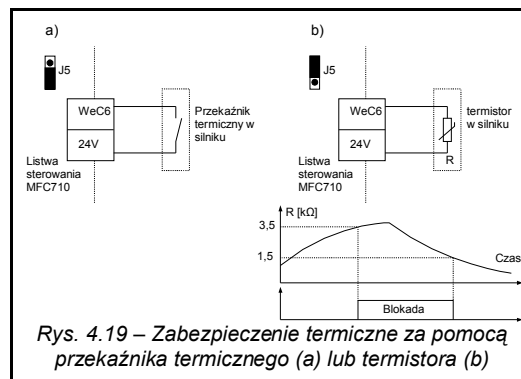 a)
J5
WeC6
24V
Przekaźnik
termiczny w
silniku
Listwa
sterowania
MFC710
b)
J5
WeC6
24V
termistor
w silniku
R
Listwa
sterowania
MFC710
R [kΩ]
3,5
1,5
Czas
Blokada
Rys. 4.19 – Zabezpieczenie termiczne za pomocą
przekaźnika termicznego (a) lub termistora (b)